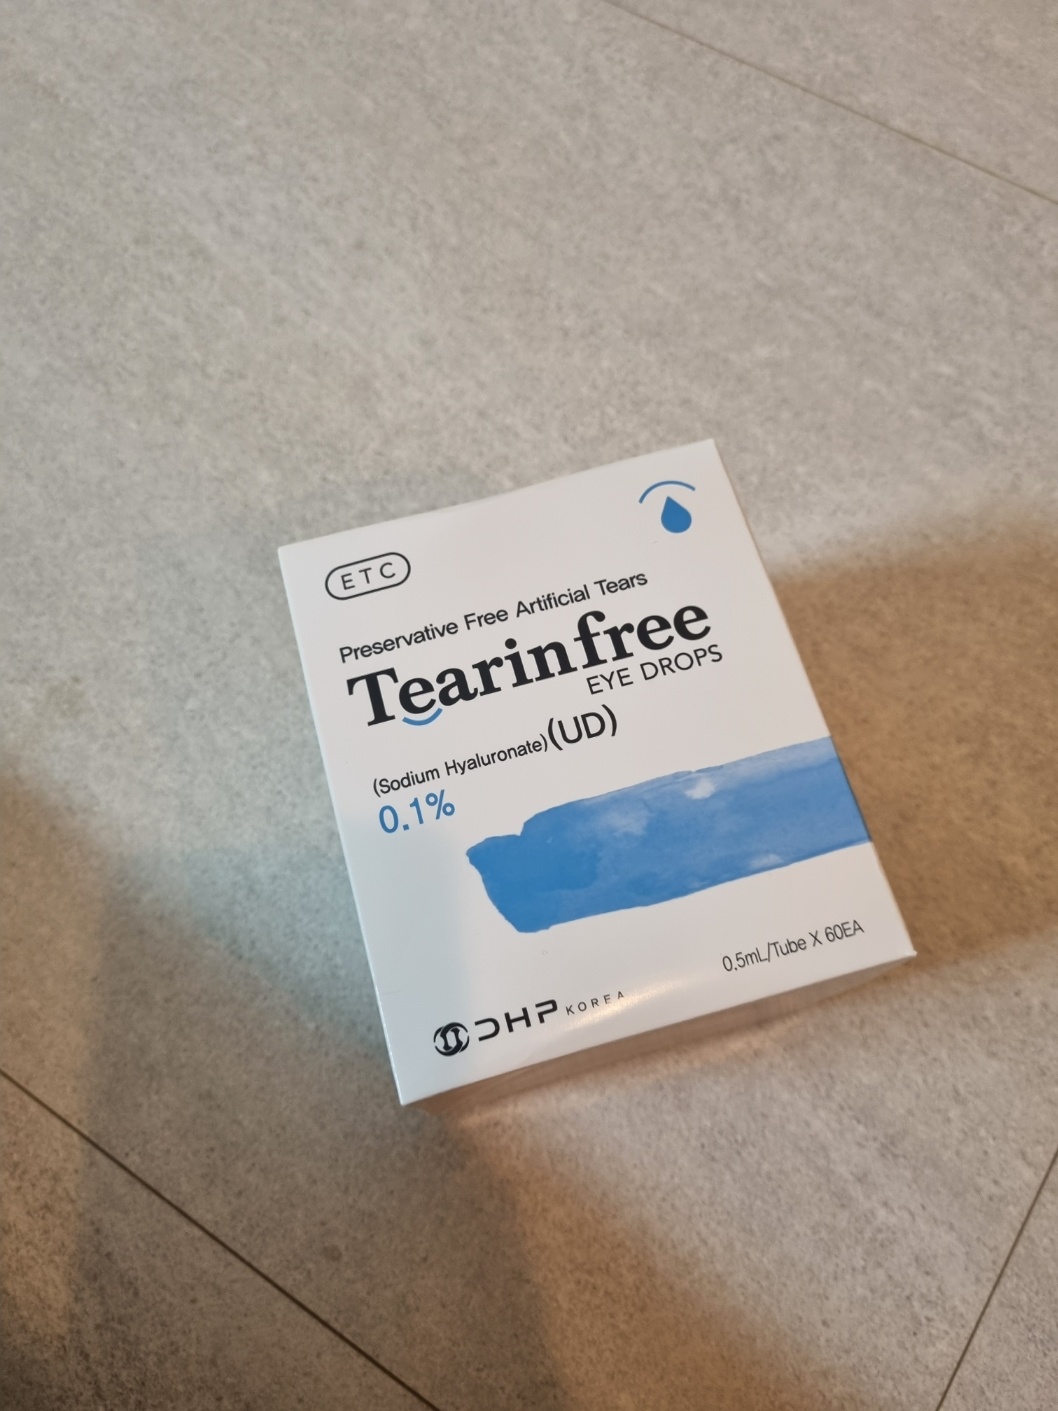 ETC
Preservative Free Artificial Tears
Tearinfree
EYE DROPS
(Sodium Hyaluronate)(UD)
0.1%
0.5mL/Tube X 60EA
DHP KOREA